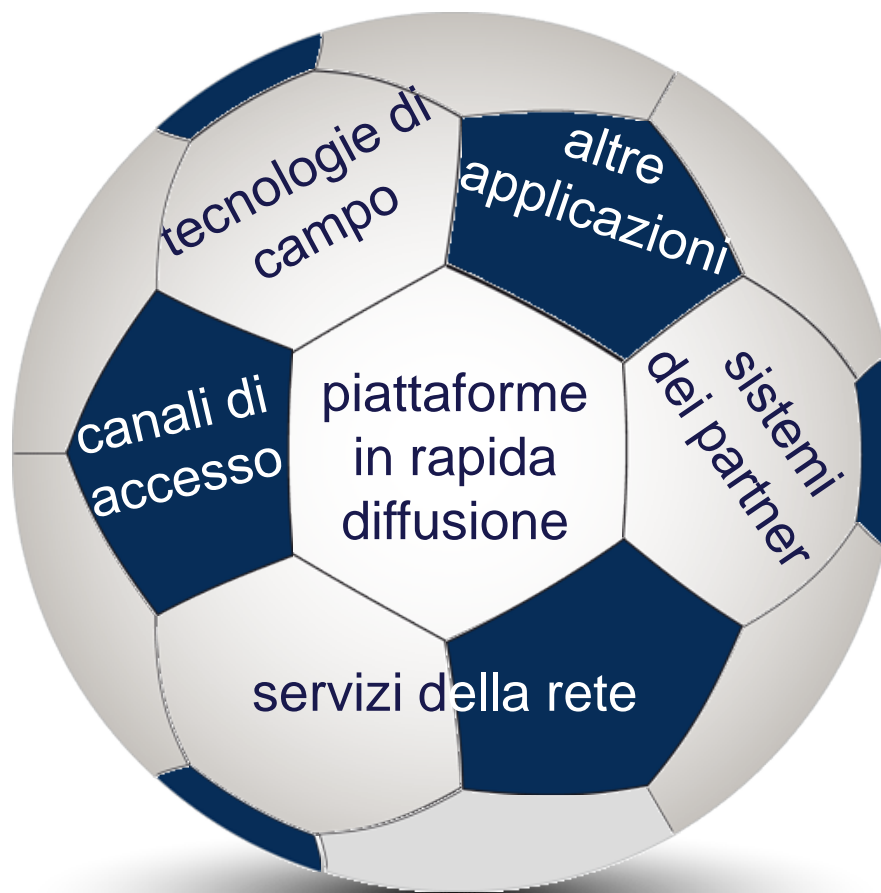 tecnologie di
campo
altre
applicazioni
canali di
accesso
piattaforme
in rapida
diffusione
sistemi
dei partner
servizi della rete